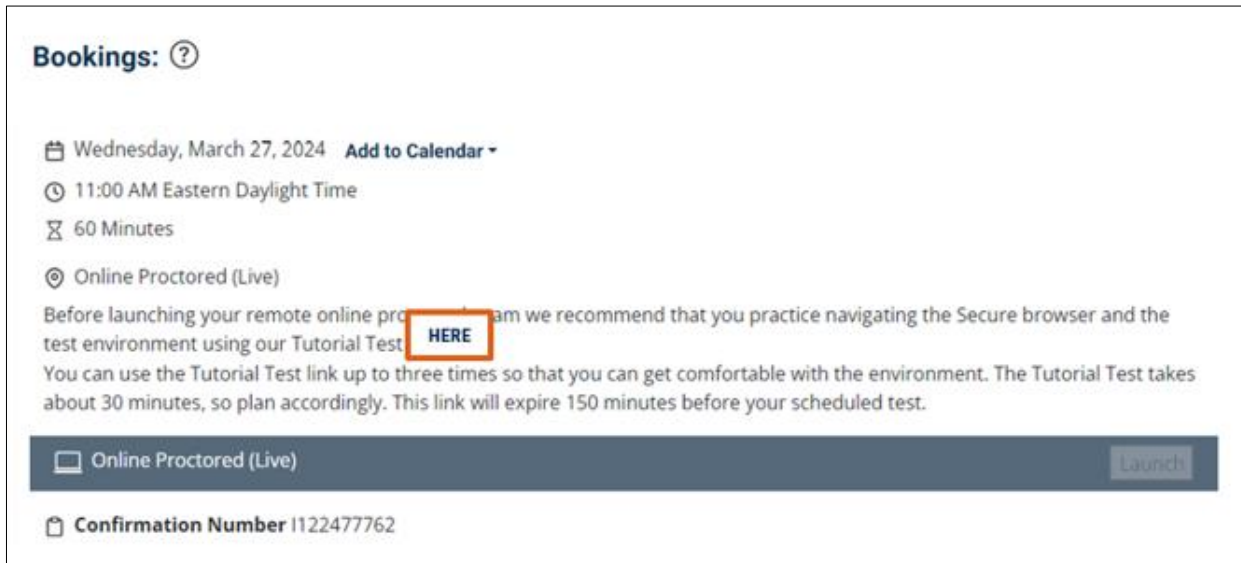 Bookings: ?
Wednesday, March 27, 2024 Add to Calendar
11:00 AM Eastern Daylight Time
60 Minutes
Online Proctored (Live)
Before launching your remote online we recommend that you practice navigating the Secure browser and the
test environment using our Tutorial Test HERE
You can use the Tutorial Test link up to three times so that you can get comfortable with the environment. The Tutorial Test takes
about 30 minutes, so plan accordingly. This link will expire 150 minutes before your scheduled test.
Online Proctored (Live) Launch
Confirmation Number I122477762